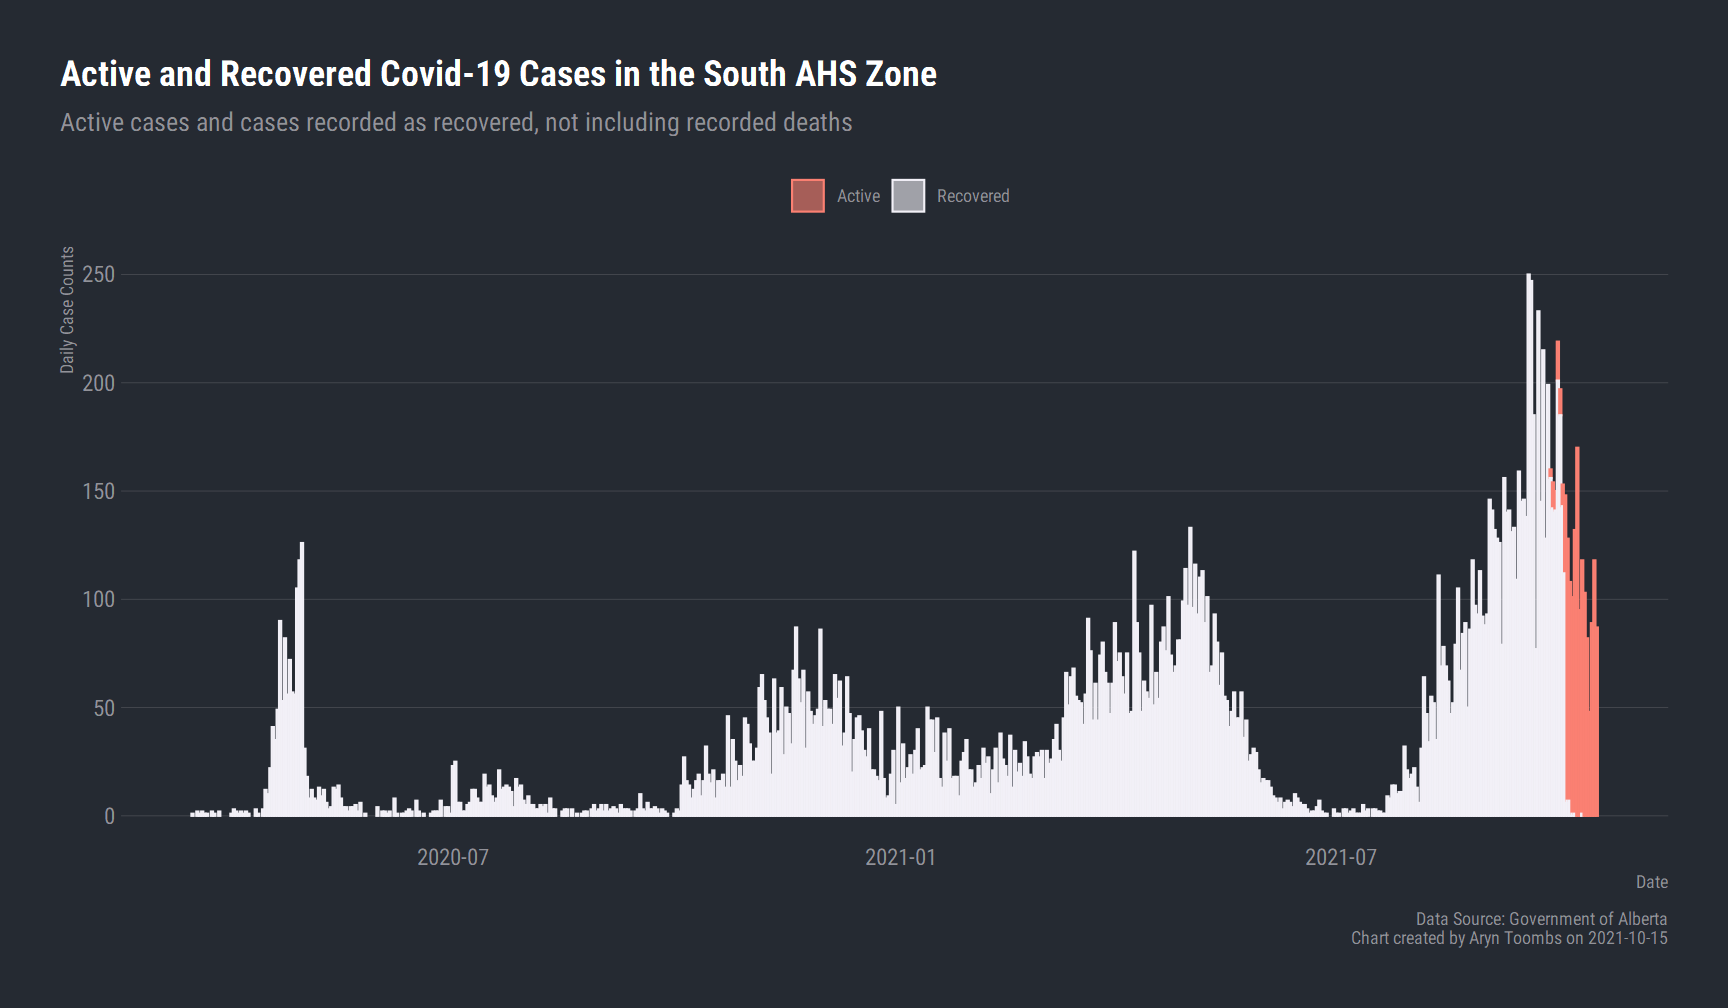 Active and Recovered Covid-19 Cases in the South AHS Zone
Active cases and cases recorded as recovered, not including recorded deaths
Active
Recovered
Daily Case Counts
250
200
150
100
50
0
2020-07
2021-01
2021-07
Date
Data Source: Government of Alberta
Chart created by Aryn Toombs on 2021-10-15